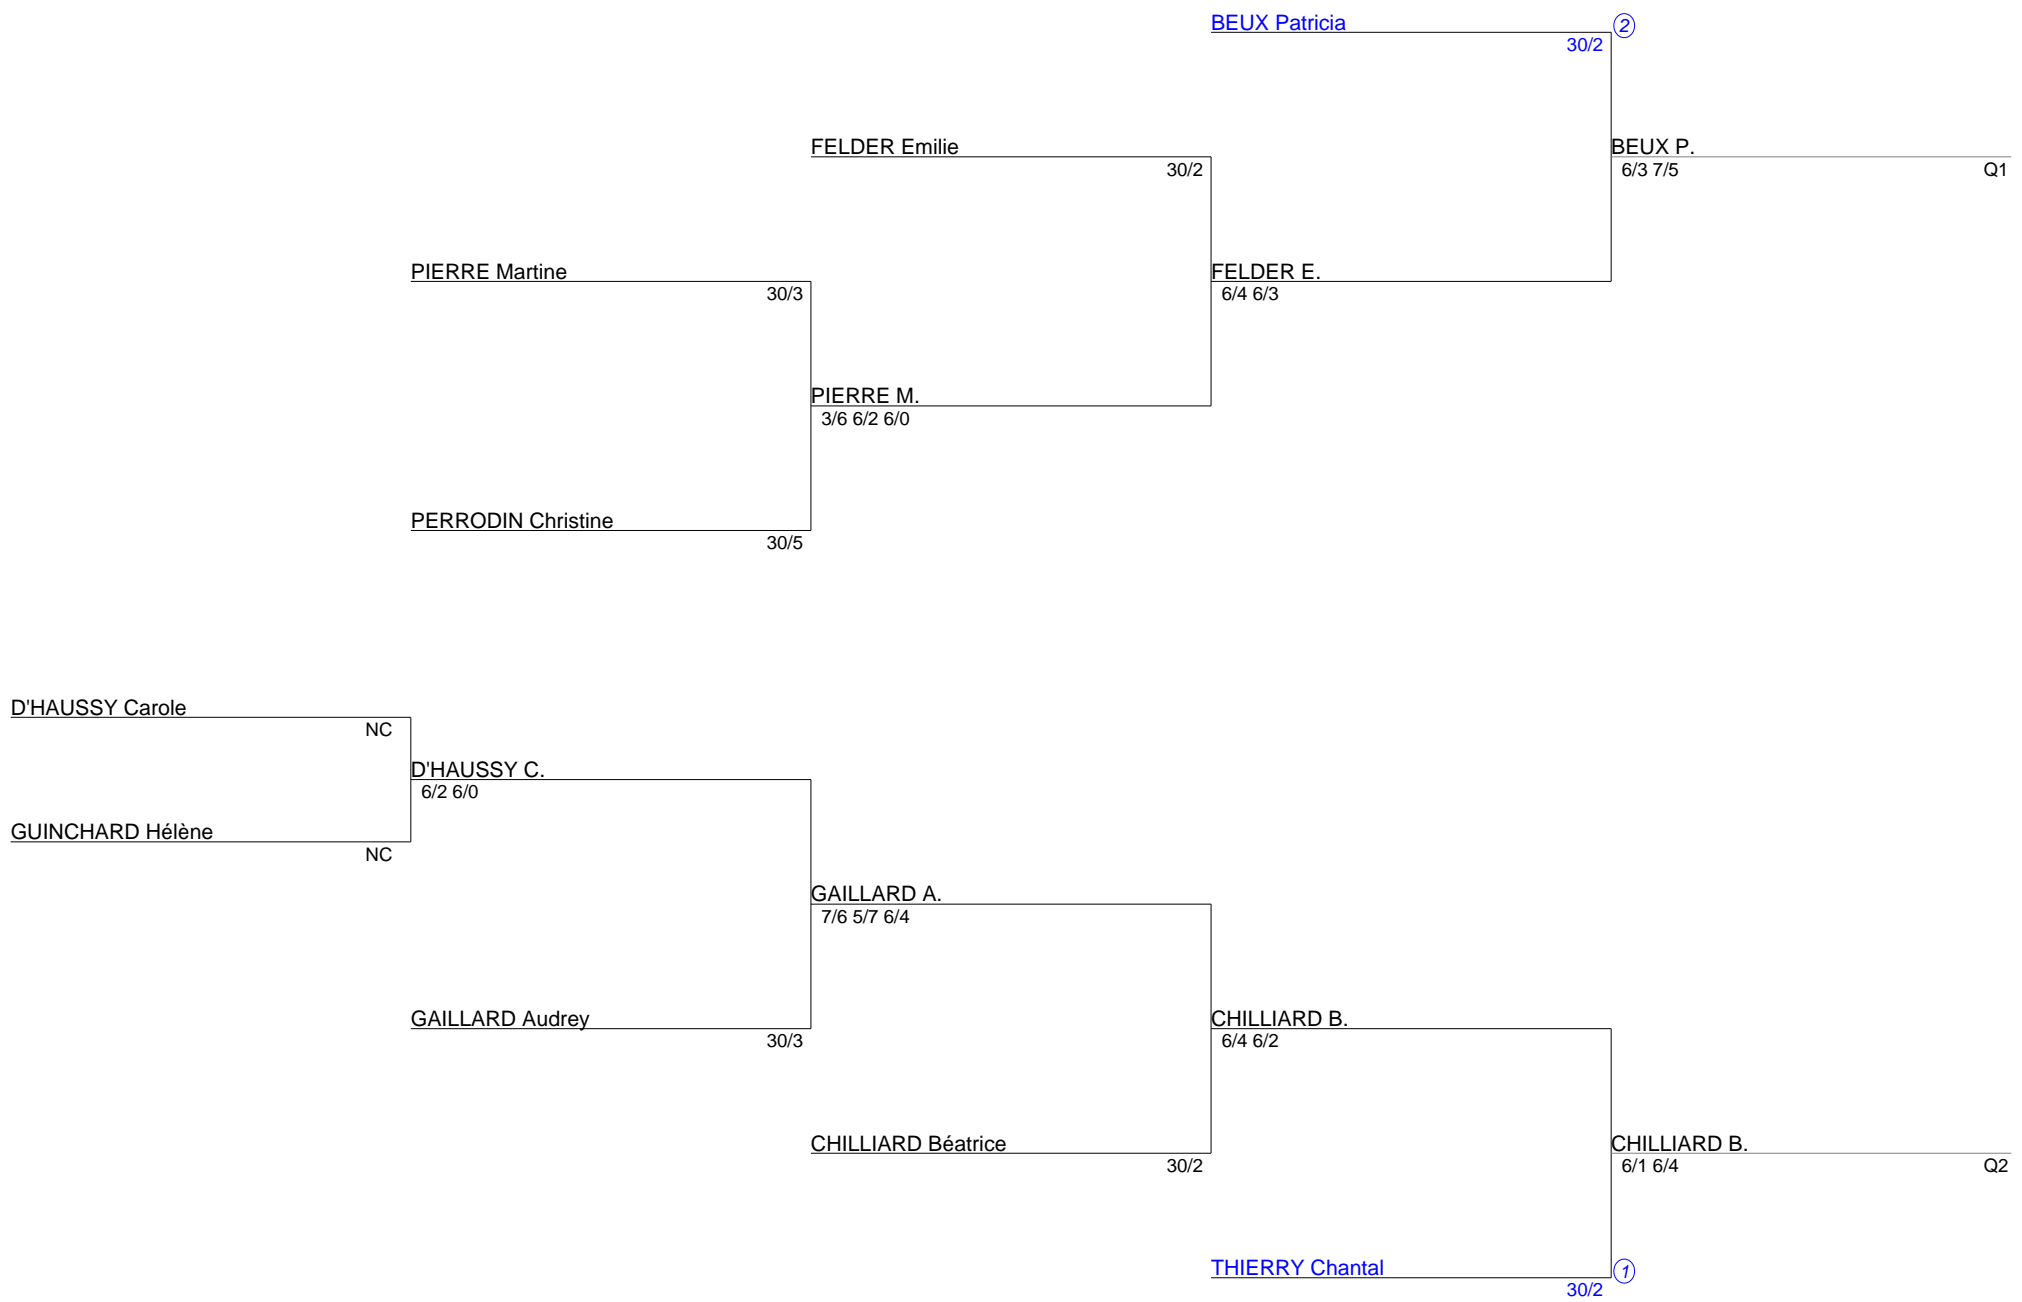 BEUX Patricia
2
30/2
FELDER Emilie
30/2
BEUX P.
6/3 7/5
Q1
PIERRE Martine
30/3
FELDER E.
6/4 6/3
PIERRE M.
3/6 6/2 6/0
PERRODIN Christine
30/5
D'HAUSSY Carole
NC
D'HAUSSY C.
6/2 6/0
GUINCHARD Hélène
NC
GAILLARD A.
7/6 5/7 6/4
GAILLARD Audrey
30/3
CHILLIARD B.
6/4 6/2
CHILLIARD Béatrice
30/2
CHILLIARD B.
6/1 6/4
Q2
THIERRY Chantal
1
30/2